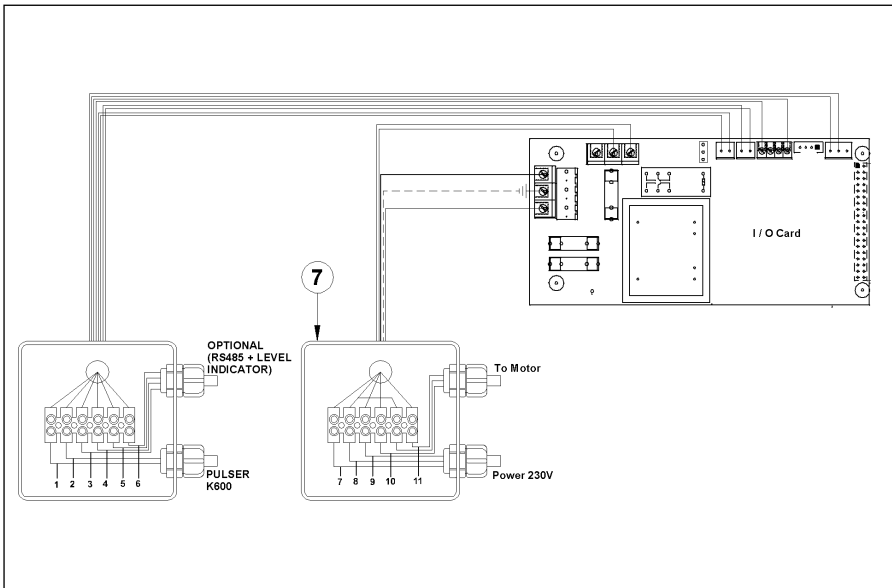 I / O Card
7
OPTIONAL
(RS485 + LEVEL
INDICATOR)
To Motor
PULSER
K600
Power 230V
1 2 3 4 5 6
7 8 9 10 11